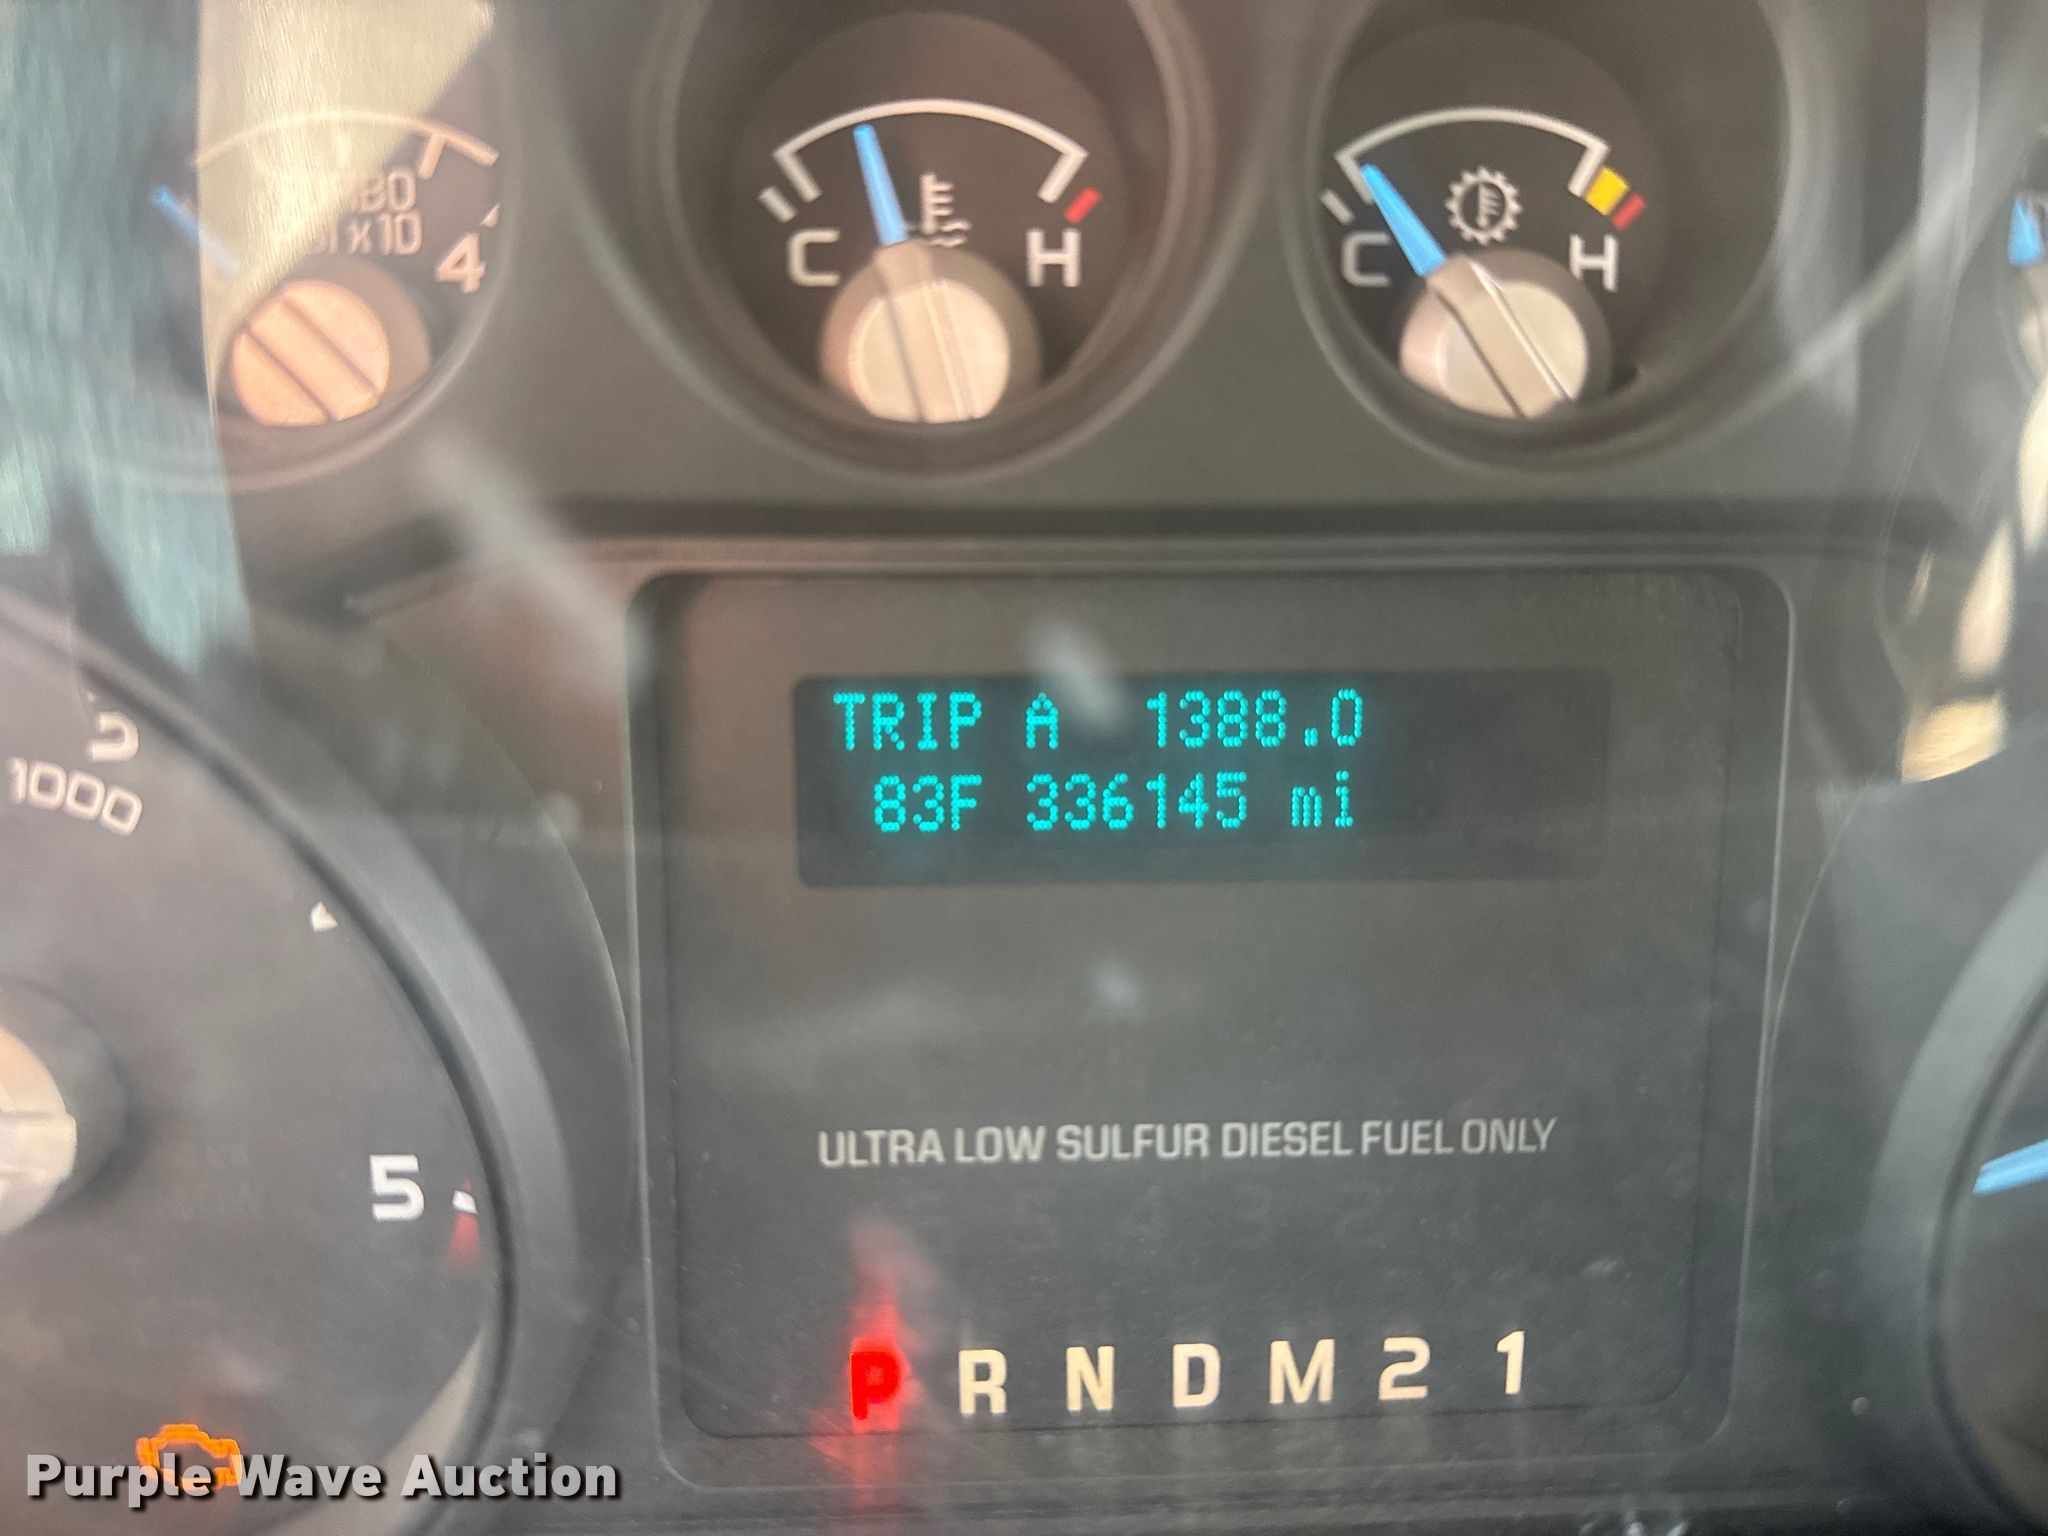 x10
4
C H
C H
TRIP A 1388.0
83F 336145 mi
1000
ULTRA LOW SULFUR DIESEL FUEL ONLY
5
P R N D M 2 1
Purple Wave Auction